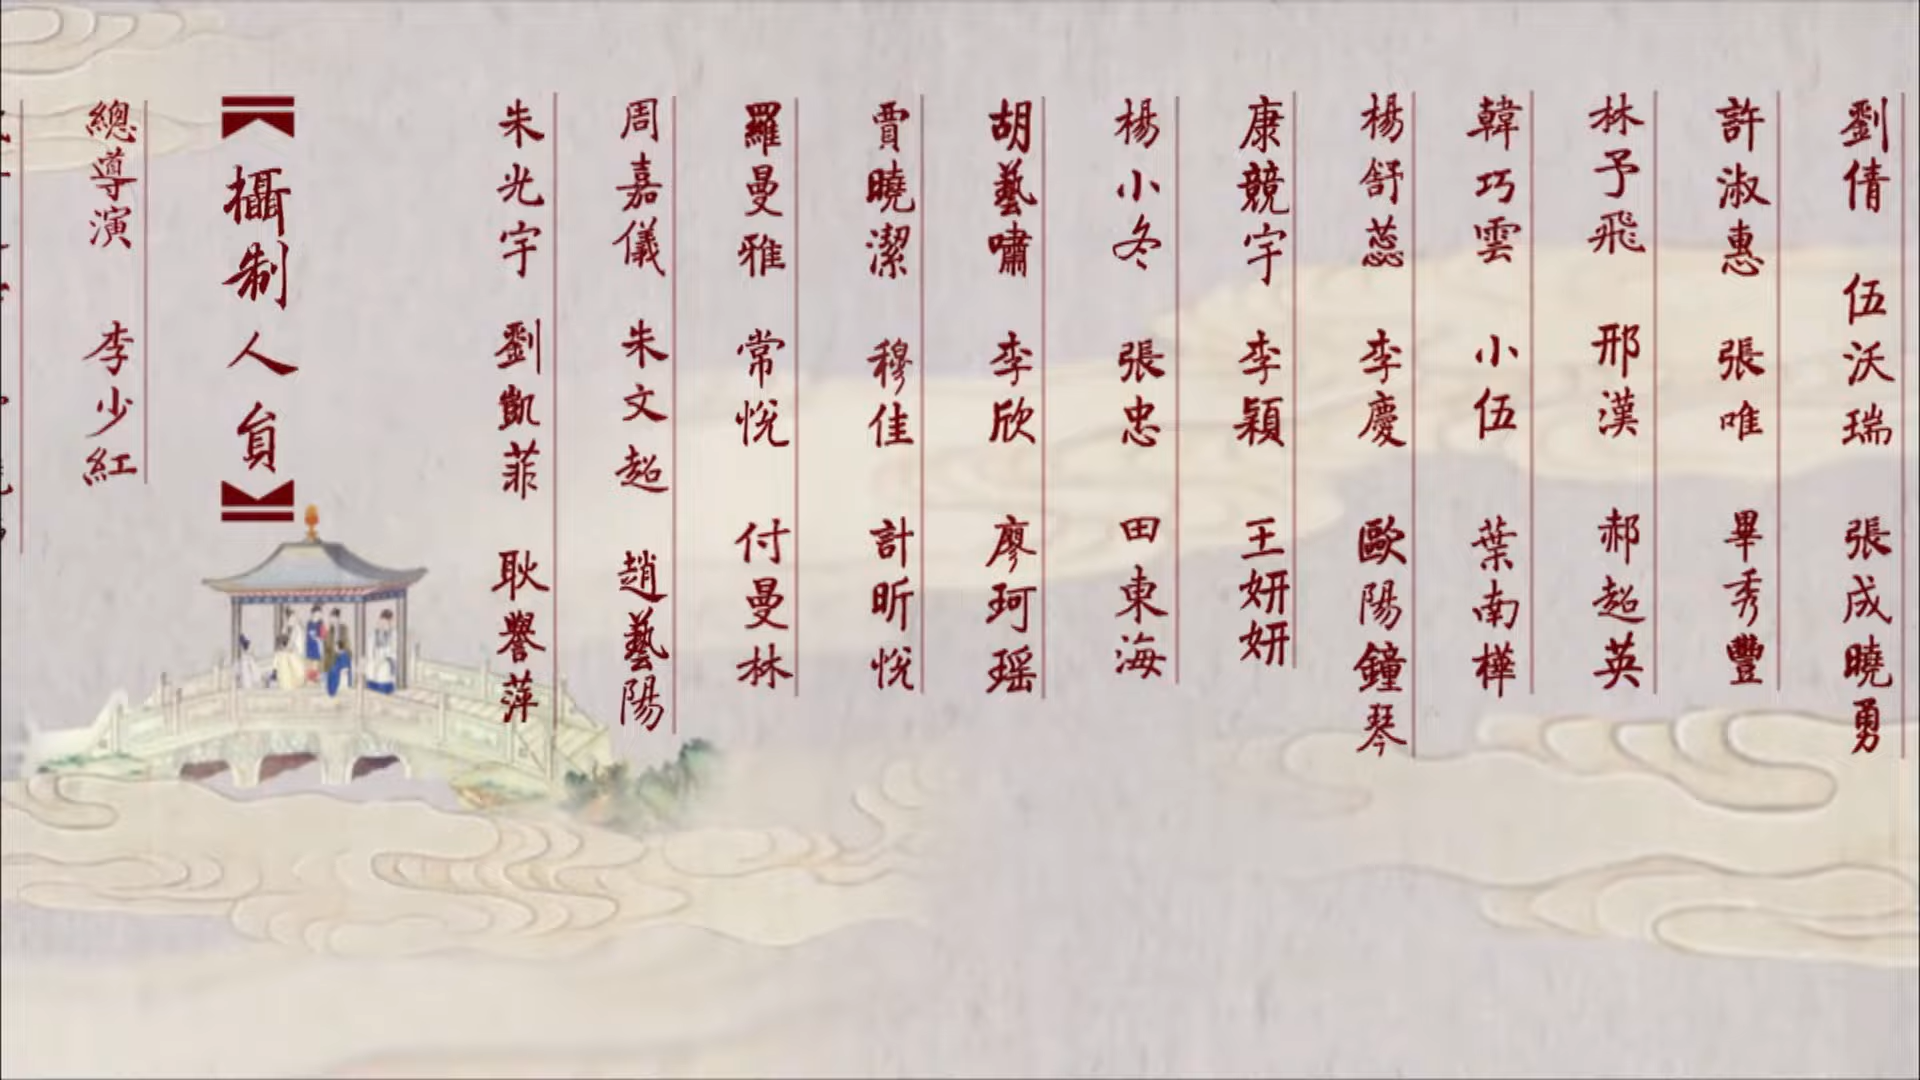 劉倩 伍沃瑞 張成曉勇
許淑惠 張唯 畢秀豐
林予飛 邢漢 郝超英
韓巧雲 小伍 葉南樺
楊舒蕊 李慶 歐陽鐘琴
康競宇 李穎 王妍妍
楊小冬 張忠 田東海
胡藝嘯 李欣 廖珂瑶
賈曉潔 穆佳 計昕悅
羅曼雅 常悅 付曼林
周嘉儀 朱文超 趙藝陽
朱光宇 劉凱菲 耿譽萍
【攝制人員】
總導演 李少紅